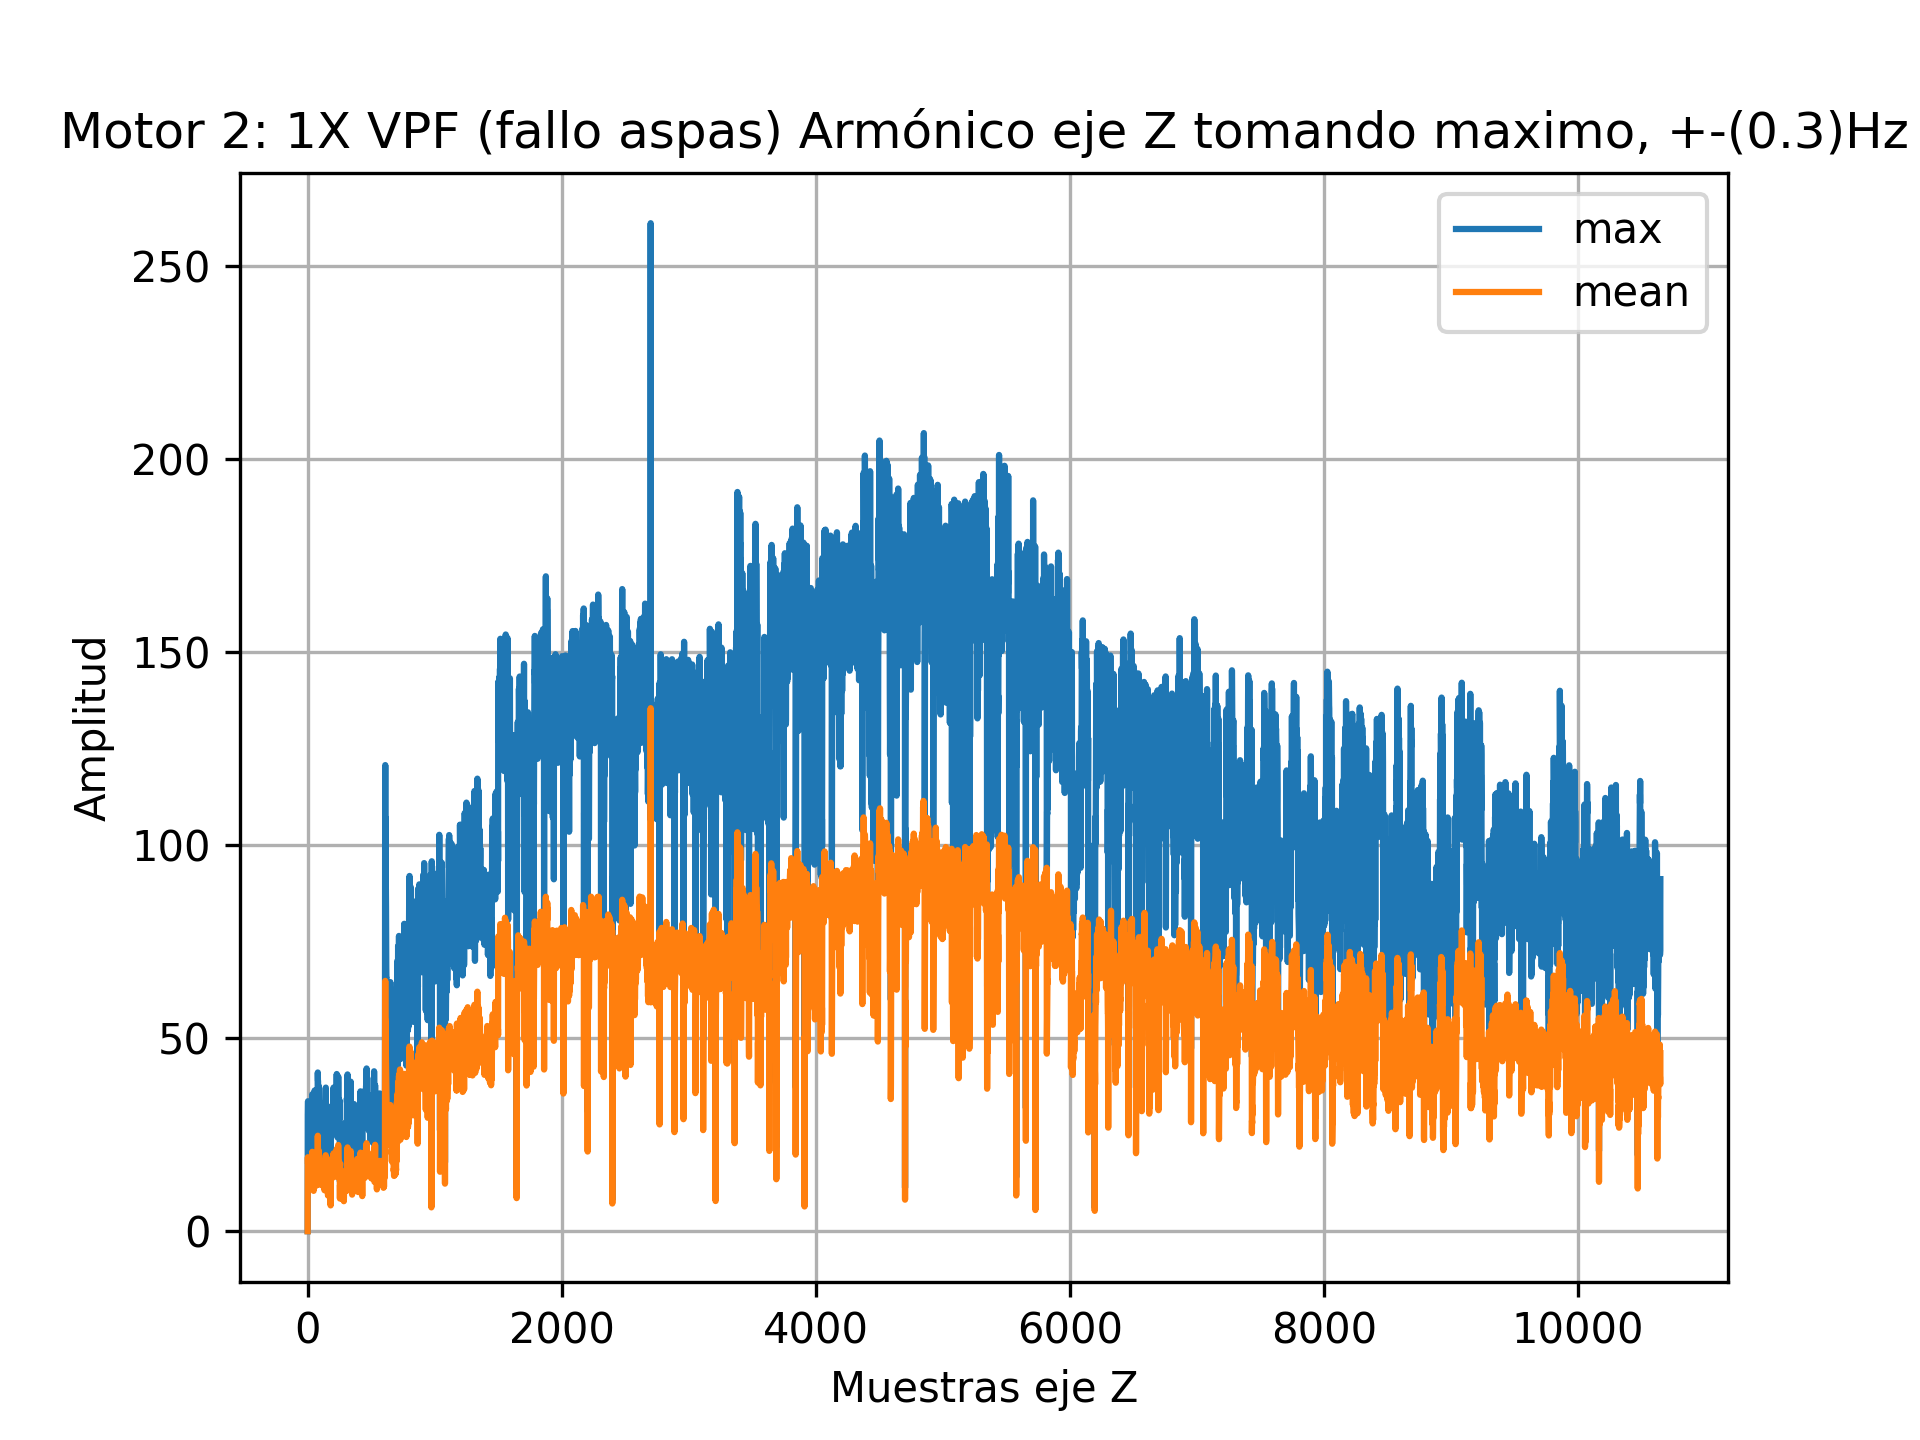 Motor 2: 1X VPF (fallo aspas) Armónico eje Z tomando maximo, +-(0.3)Hz
max
mean
250
200
150
100
50
0
Amplitud
0 2000 4000 6000 8000 10000
Muestras eje Z